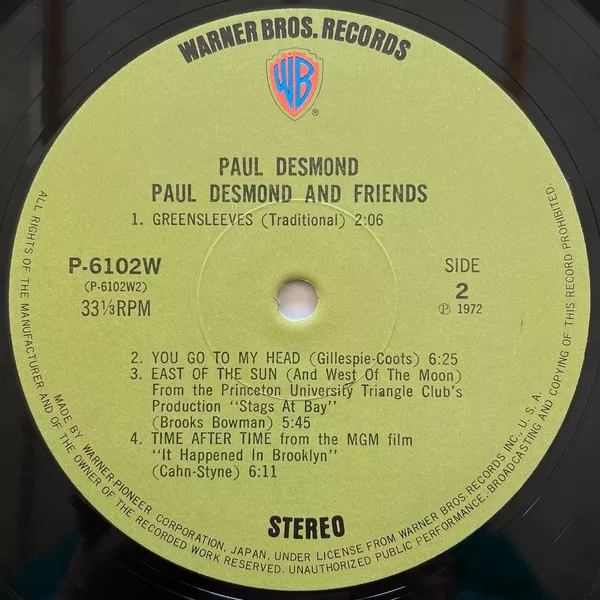 WARNER BROS. RECORDS
WB
®
PAUL DESMOND
PAUL DESMOND AND FRIENDS
1. GREENSLEEVES (Traditional) 2:06
P-6102W
(P-6102W2)
33⅓RPM
SIDE
2
Ⓟ 1972
2. YOU GO TO MY HEAD (Gillespie-Coots) 6:25
3. EAST OF THE SUN (And West Of The Moon)
From the Princeton University Triangle Club's
Production "Stags At Bay"
(Brooks Bowman) 5:45
4. TIME AFTER TIME from the MGM film
"It Happened In Brooklyn"
(Cahn-Styne) 6:11
STEREO
MADE BY WARNER-PIONEER CORPORATION, JAPAN, UNDER LICENSE FROM WARNER BROS RECORDS INC., U.S.A.
ALL RIGHTS OF THE MANUFACTURER AND OF THE OWNER OF THE RECORDED WORK RESERVED. UNAUTHORIZED PUBLIC PERFORMANCE, BROADCASTING AND COPYING OF THIS RECORD PROHIBITED.